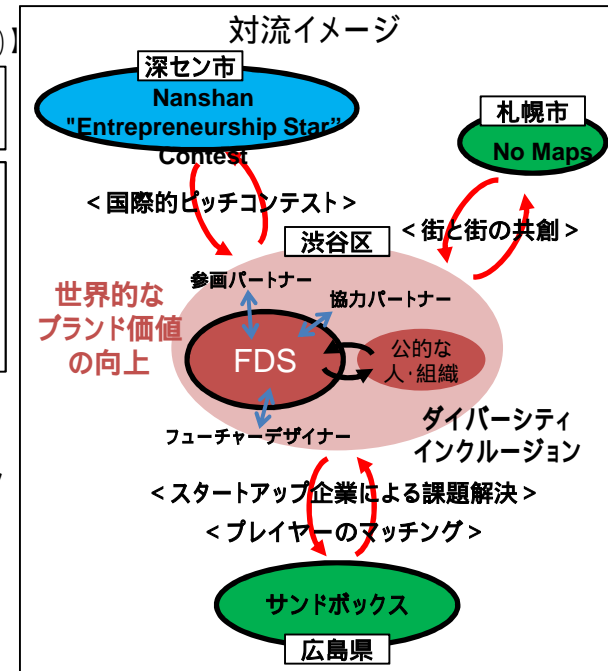 )】
対流イメージ
深セン市
Nanshan
"Entrepreneurship Star”
Contest
札幌市
No Maps
＜国際的ピッチコンテスト＞
＜街と街の共創＞
渋谷区
参画パートナー
協力パートナー
世界的な
ブランド価値
の向上
FDS
公的な
人・組織
フューチャーデザイナー
ダイバーシティ
インクルージョン
＜スタートアップ企業による課題解決＞
＜プレイヤーのマッチング＞
サンドボックス
広島県